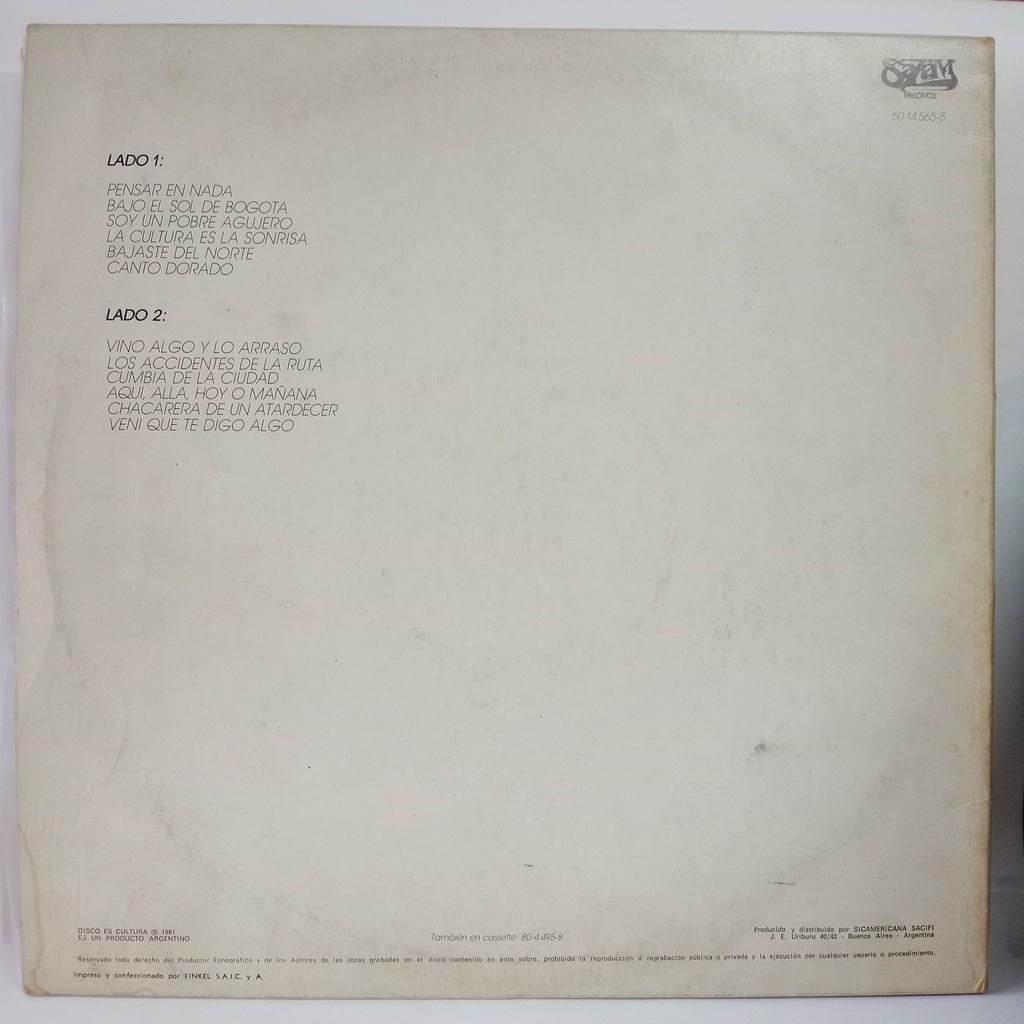 Sazam
RECORDS
50-14.565-5
LADO 1:
PENSAR EN NADA
BAJO EL SOL DE BOGOTA
SOY UN POBRE AGUJERO
LA CULTURA ES LA SONRISA
BAJASTE DEL NORTE
CANTO DORADO
LADO 2:
VINO ALGO Y LO ARRASO
LOS ACCIDENTES DE LA RUTA
CUMBIA DE LA CIUDAD
AQUI, ALLA, HOY O MAÑANA
CHACARERA DE UN ATARDECER
VENI QUE TE DIGO ALGO
DISCO ES CULTURA ℗ 1981
ES UN PRODUCTO ARGENTINO
También en cassette 80-4.495-8
Producido y distribuido por SICAMERICANA SACIFI
J. E. Uriburu 40/42 - Buenos Aires - Argentina
"Reservado todo derecho del Productor Fonográfico y de los Autores de las obras grabadas en el disco contenido en este sobre, prohibida la reproducción o regrabación pública o privada y la ejecución por cualquier usuario o procedimiento.
Impreso y confeccionado por FINKEL S.A.I.C. y A.